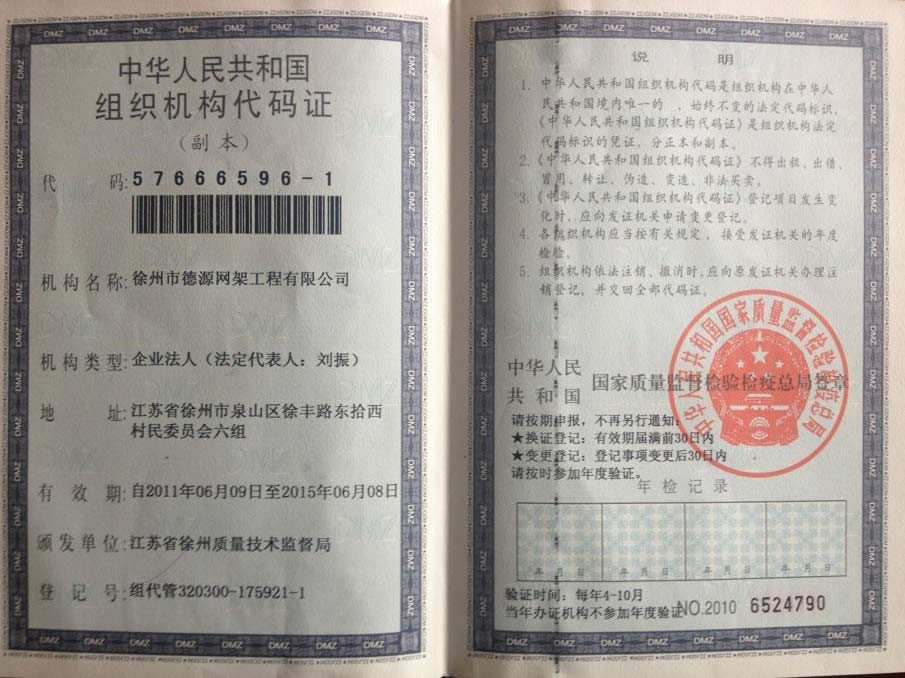 中华人民共和国
组织机构代码证
（副本）
代 码：57666596-1
机构名称：徐州市德源网架工程有限公司
机构类型：企业法人（法定代表人：刘振）
地 址：江苏省徐州市泉山区徐丰路东拾西
村民委员会六组
有 效 期：自2011年06月09日至2015年06月08日
颁发单位：江苏省徐州质量技术监督局
登 记 号：组代管320300-175921-1
说 明
1. 中华人民共和国组织机构代码是组织机构在中华人
民共和国境内唯一的 、始终不变的法定代码标识，
《中华人民共和国组织机构代码证》是组织机构法定
代码标识的凭证，分正本和副本。
2.《中华人民共和国组织机构代码证》不得出租、出借、
冒用、转让、伪造、变造、非法买卖。
3.《中华人民共和国组织机构代码证》登记项目发生变
化时，应向发证机关申请变更登记。
4. 各组织机构应当按有关规定，接受发证机关的年度
检验。
5. 组织机构依法注销、撤消时，应向原发证机关办理注
销登记，并交回全部代码证。
中华人民
共和国 国家质量监督检验检疫总局签章
中华人民共和国国家质量监督检验检疫总局
请按期申报，不再另行通知：
★换证登记：有效期届满前30日内
★变更登记：登记事项变更后30日内
请按时参加年度验证。
年检记录
年 月 日 年 月 日 年 月 日 年 月 日
验证时间：每年4-10月
当年办证机构不参加年度验证 NO.2010 6524790